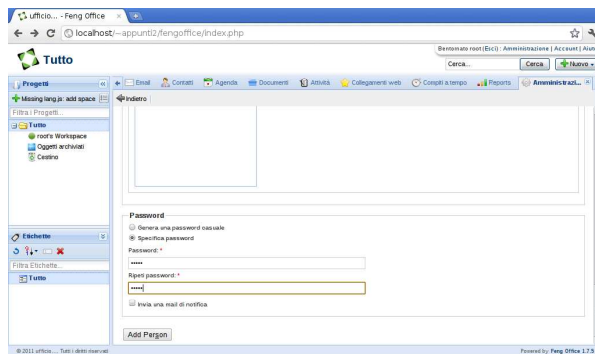 ufficio... - Feng Office
localhost/~appunti2/fengoffice/index.php
Bentornato root (Esci) : Amministrazione | Account | Aiut
Tutto
Cerca...
Cerca
Nuovo
Progetti
Email
Contatti
Agenda
Documenti
Attività
Collegamenti web
Compiti a tempo
Reports
Amministrazi...
Missing lang.js: add space
Indietro
Filtra i Progetti...
Tutto
root's Workspace
Oggetti archiviati
Cestino
Password
Genera una password casuale
Specifica password
Password: *
•••••
Ripeti password: *
•••••
Invia una mail di notifica
Add Person
Etichette
Filtra Etichette...
Tutto
© 2011 ufficio.... Tutti i diritti riservati
Powered by Feng Office 1.7.5